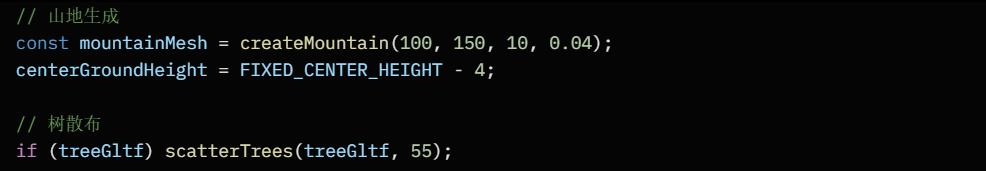 // 山地生成
const mountainMesh = createMountain(100, 150, 10, 0.04);
centerGroundHeight = FIXED_CENTER_HEIGHT - 4;
// 树散布
if (treeGltf) scatterTrees(treeGltf, 55);